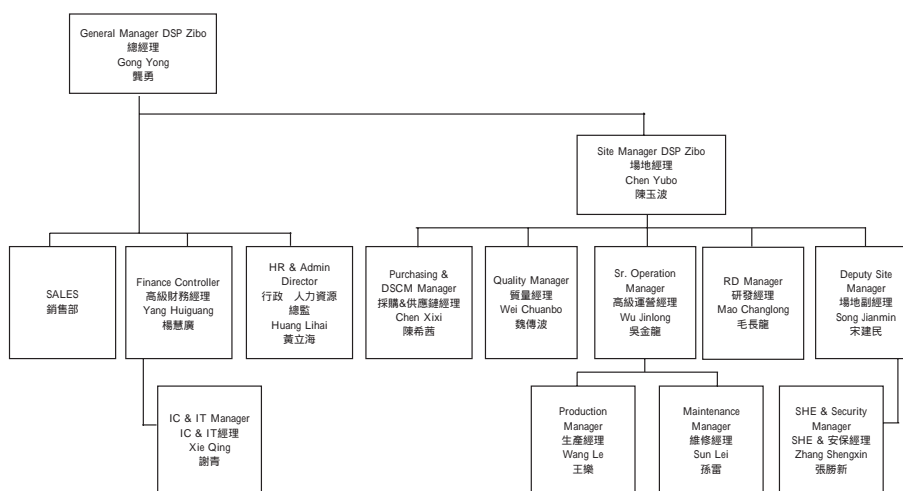 General Manager DSP Zibo
總經理
Gong Yong
龔勇
Site Manager DSP Zibo
場地經理
Chen Yubo
陳玉波
SALES
銷售部
Finance Controller
高級財務經理
Yang Huiguang
楊慧廣
HR & Admin
Director
行政 人力資源
總監
Huang Lihai
黃立海
Purchasing &
DSCM Manager
採購&供應鏈經理
Chen Xixi
陳希茜
Quality Manager
質量經理
Wei Chuanbo
魏傳波
Sr. Operation
Manager
高級運營經理
Wu Jinlong
吳金龍
RD Manager
研發經理
Mao Changlong
毛長龍
Deputy Site
Manager
場地副經理
Song Jianmin
宋建民
IC & IT Manager
IC & IT經理
Xie Qing
謝青
Production
Manager
生產經理
Wang Le
王樂
Maintenance
Manager
維修經理
Sun Lei
孫雷
SHE & Security
Manager
SHE & 安保經理
Zhang Shengxin
張勝新